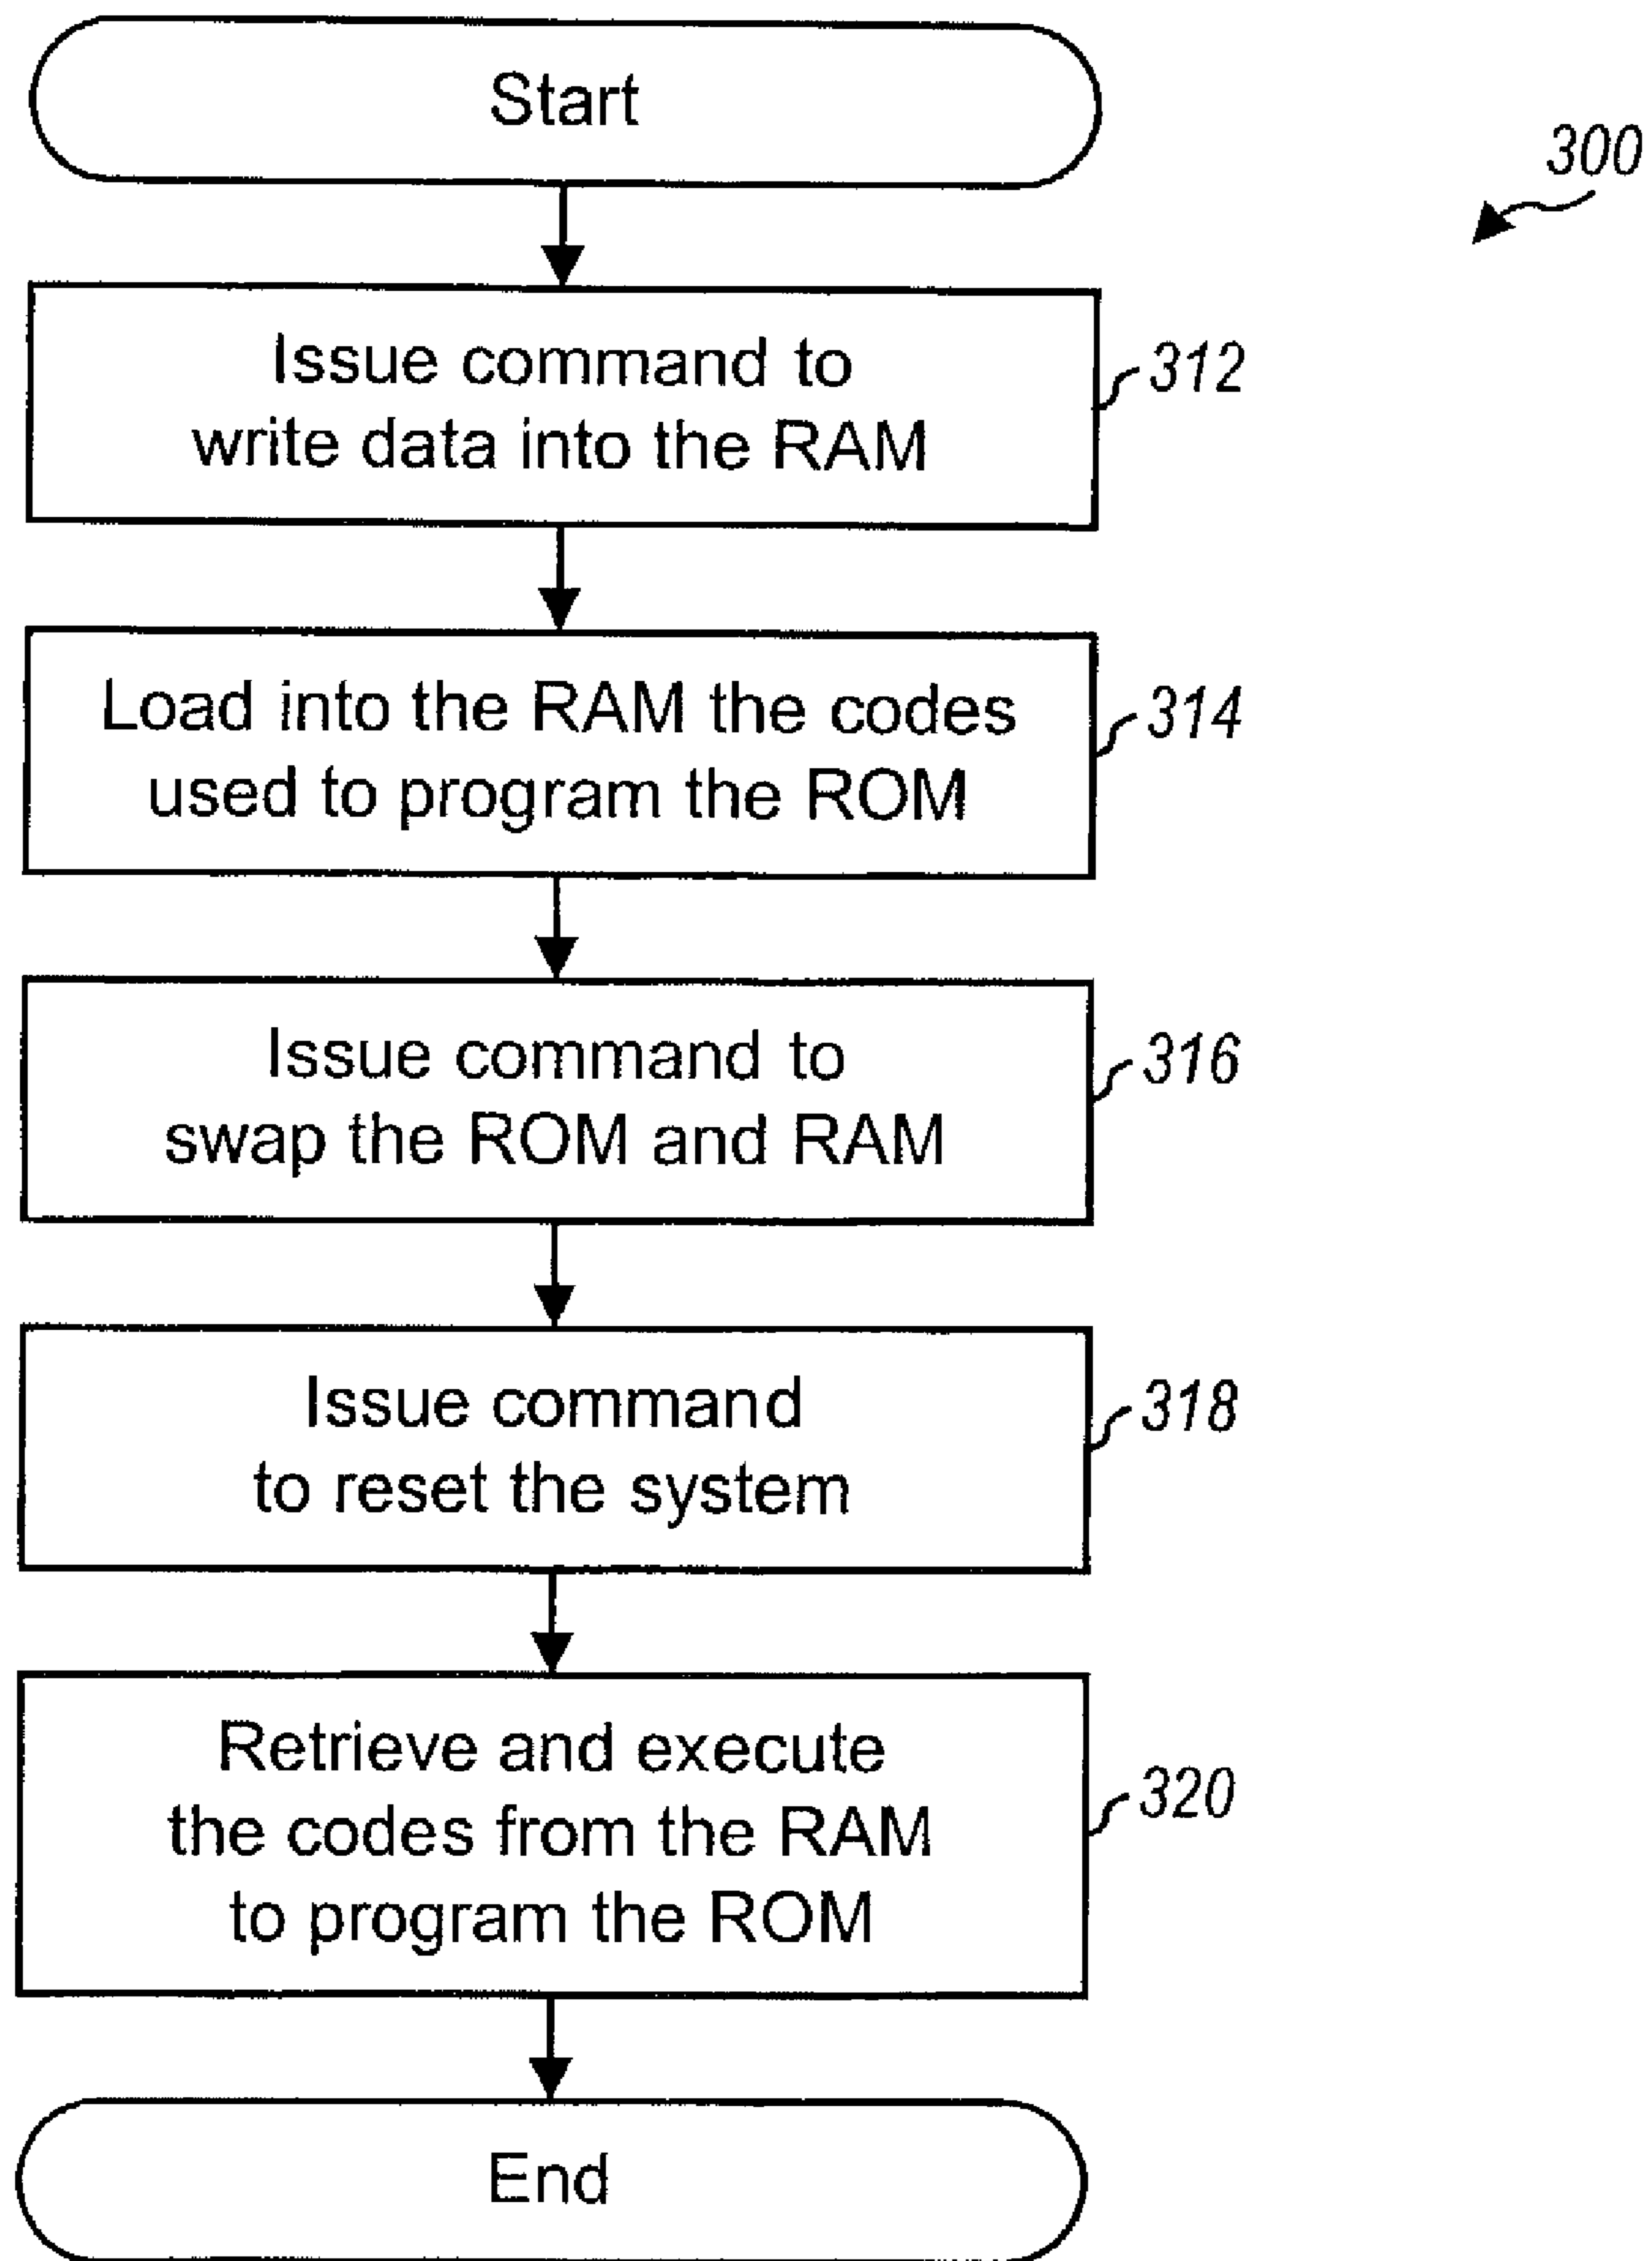 Start
300
Issue command to
write data into the RAM
312
Load into the RAM the codes
used to program the ROM
314
Issue command to
swap the ROM and RAM
316
Issue command
to reset the system
318
Retrieve and execute
the codes from the RAM
to program the ROM
320
End